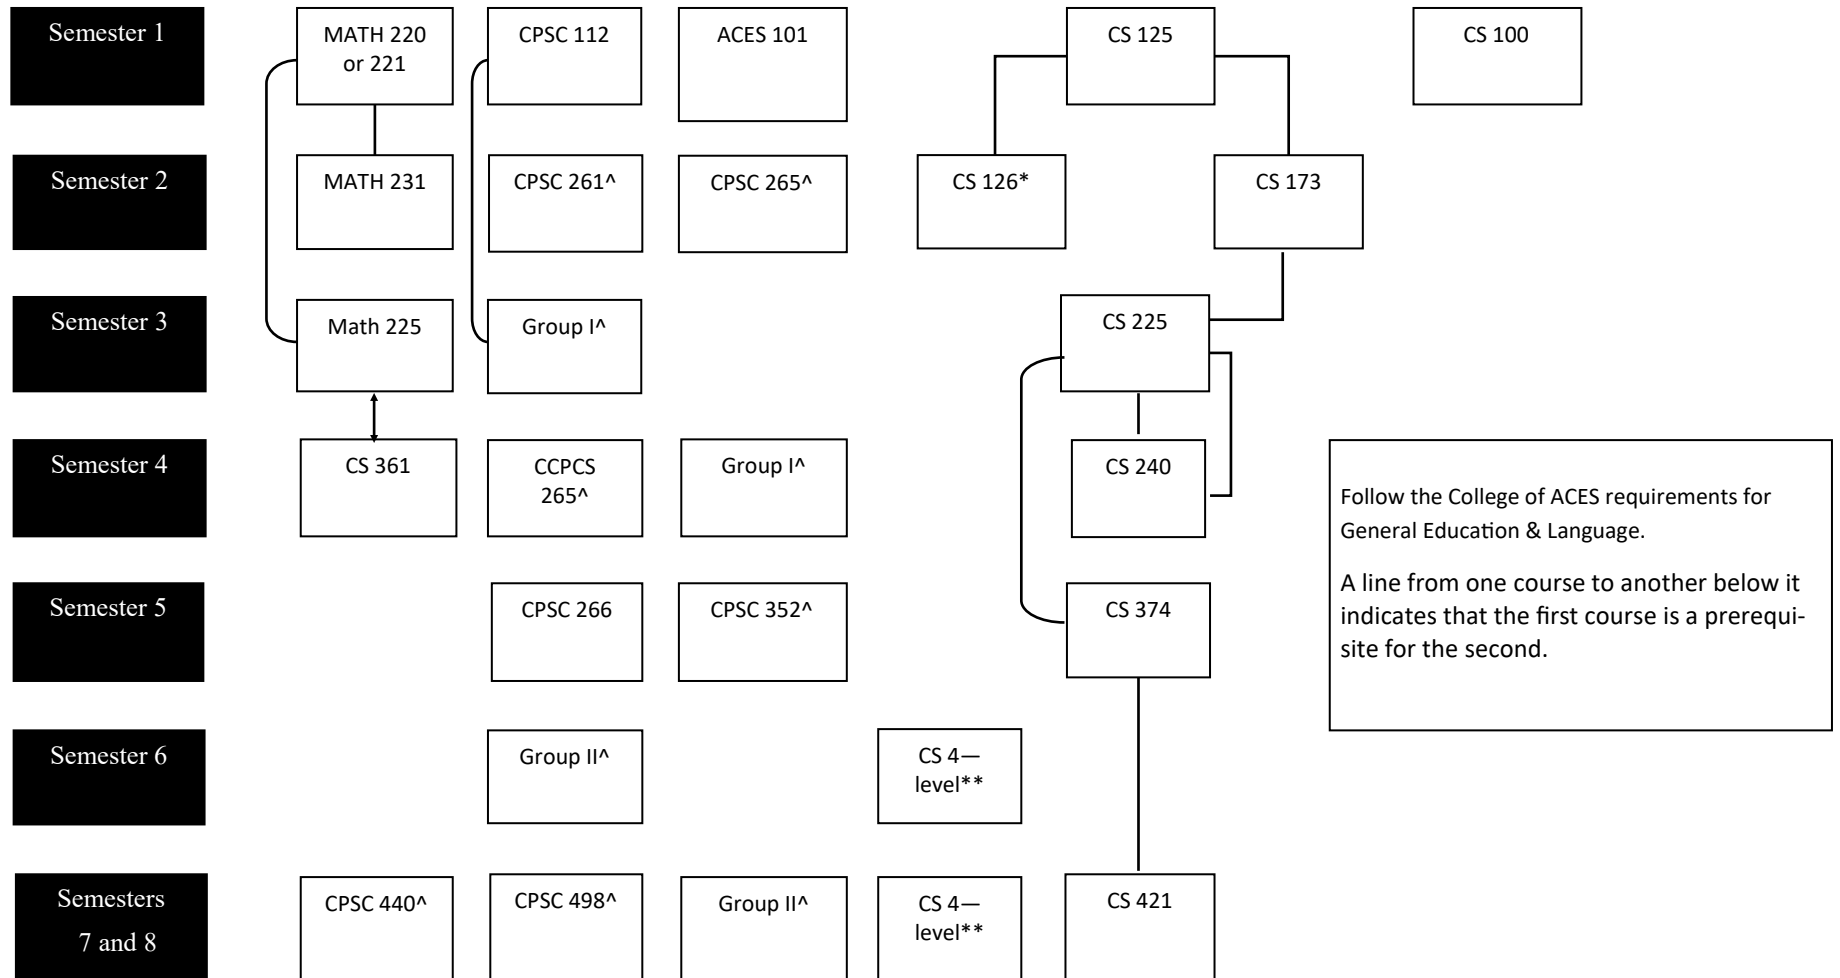 Semester 1
MATH 220
or 221
CPSC 112
ACES 101
CS 125
CS 100
Semester 2
MATH 231
CPSC 261^
CPSC 265^
CS 126*
CS 173
Semester 3
Math 225
Group I^
CS 225
Semester 4
CS 361
CCPCS
265^
Group I^
CS 240
Follow the College of ACES requirements for
General Education & Language.
A line from one course to another below it
indicates that the first course is a prerequi-
site for the second.
Semester 5
CPSC 266
CPSC 352^
CS 374
Semester 6
Group II^
CS 4—
level**
Semesters
7 and 8
CPSC 440^
CPSC 498^
Group II^
CS 4—
level**
CS 421